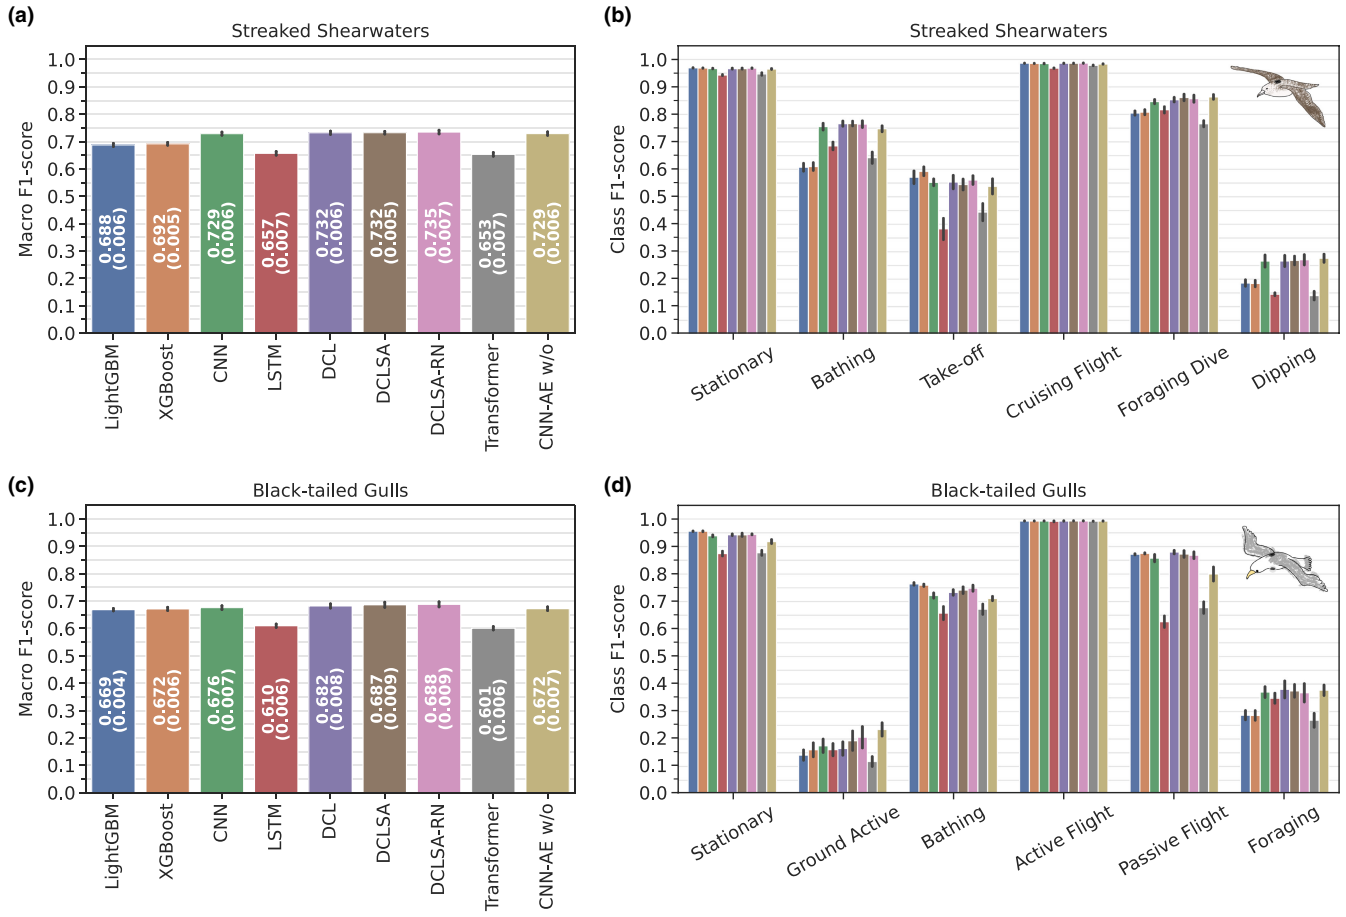 (a)
Streaked Shearwaters
Macro F1-score
1.0
0.9
0.8
0.7
0.6
0.5
0.4
0.3
0.2
0.1
0.0
0.688
(0.006)
0.692
(0.005)
0.729
(0.006)
0.657
(0.007)
0.732
(0.006)
0.732
(0.005)
0.735
(0.007)
0.653
(0.007)
0.729
(0.006)
LightGBM
XGBoost
CNN
LSTM
DCL
DCLSA
DCLSA-RN
Transformer
CNN-AE w/o
(b)
Streaked Shearwaters
Class F1-score
1.0
0.9
0.8
0.7
0.6
0.5
0.4
0.3
0.2
0.1
0.0
Stationary
Bathing
Take-off
Cruising Flight
Foraging Dive
Dipping
(c)
Black-tailed Gulls
Macro F1-score
1.0
0.9
0.8
0.7
0.6
0.5
0.4
0.3
0.2
0.1
0.0
0.669
(0.004)
0.672
(0.006)
0.676
(0.007)
0.610
(0.006)
0.682
(0.008)
0.687
(0.009)
0.688
(0.009)
0.601
(0.006)
0.672
(0.007)
LightGBM
XGBoost
CNN
LSTM
DCL
DCLSA
DCLSA-RN
Transformer
CNN-AE w/o
(d)
Black-tailed Gulls
Class F1-score
1.0
0.9
0.8
0.7
0.6
0.5
0.4
0.3
0.2
0.1
0.0
Stationary
Ground Active
Bathing
Active Flight
Passive Flight
Foraging